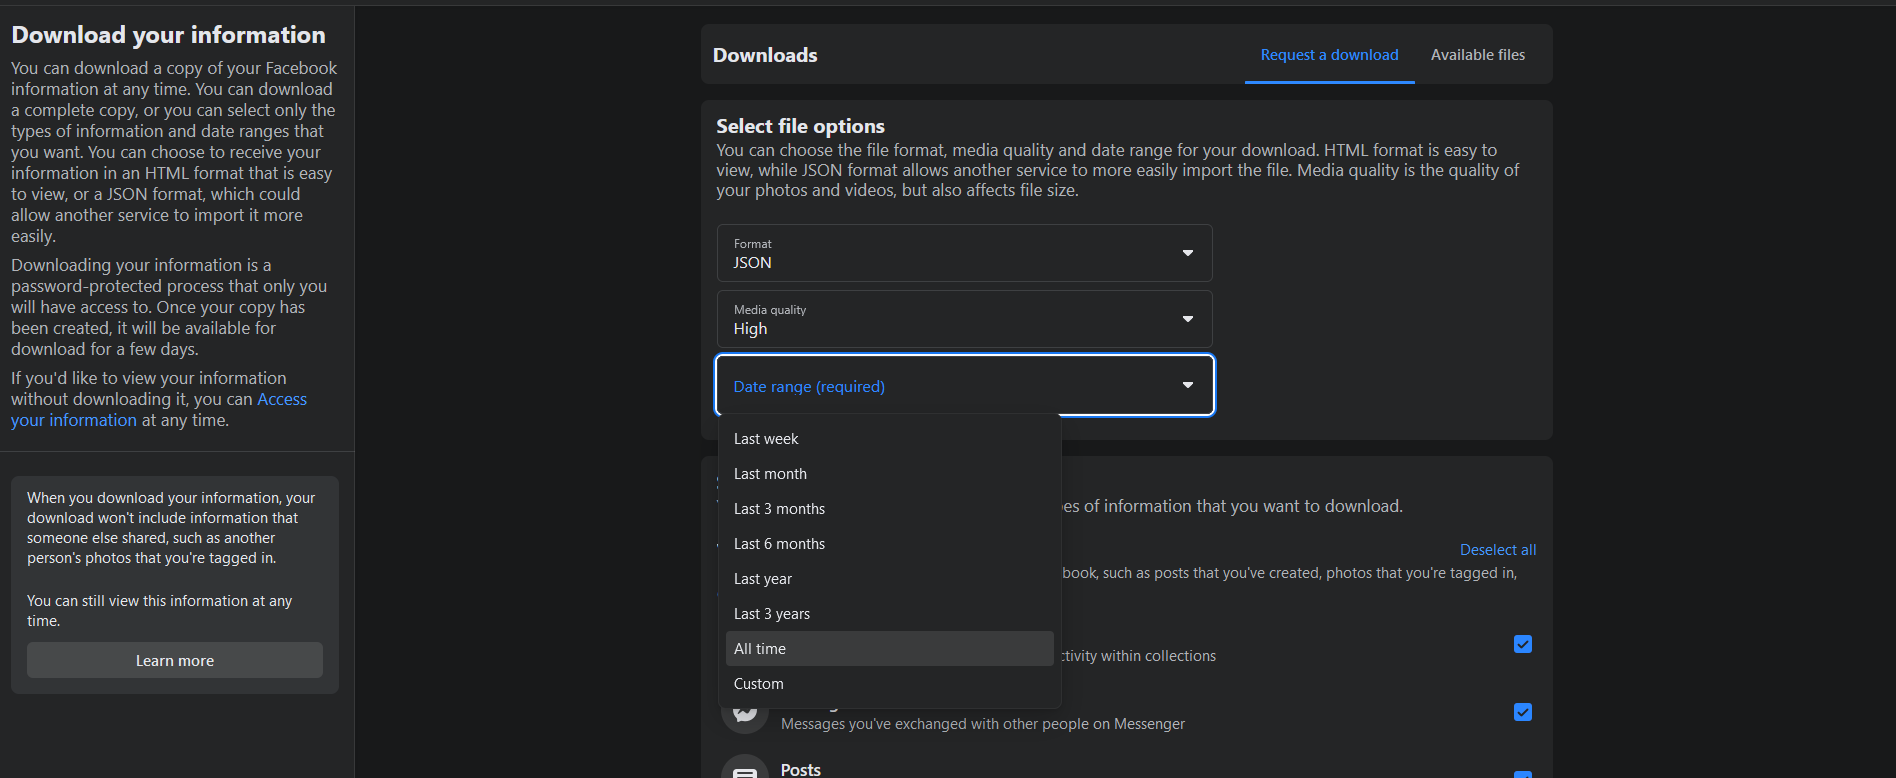 Download your information
You can download a copy of your Facebook
information at any time. You can download
a complete copy, or you can select only the
types of information and date ranges that
you want. You can choose to receive your
information in an HTML format that is easy
to view, or a JSON format, which could
allow another service to import it more
easily.
Downloading your information is a
password-protected process that only you
will have access to. Once your copy has
been created, it will be available for
download for a few days.
If you'd like to view your information
without downloading it, you can Access
your information at any time.
When you download your information, your
download won't include information that
someone else shared, such as another
person's photos that you're tagged in.
You can still view this information at any
time.
Learn more
Downloads
Request a download
Available files
Select file options
You can choose the file format, media quality and date range for your download. HTML format is easy to
view, while JSON format allows another service to more easily import the file. Media quality is the quality of
your photos and videos, but also affects file size.
Format
JSON
Media quality
High
Date range (required)
Last week
Last month
Last 3 months
Last 6 months
Last year
Last 3 years
All time
Custom
of information that you want to download.
Deselect all
such as posts that you've created, photos that you're tagged in,
within collections
Messages you've exchanged with other people on Messenger
Posts